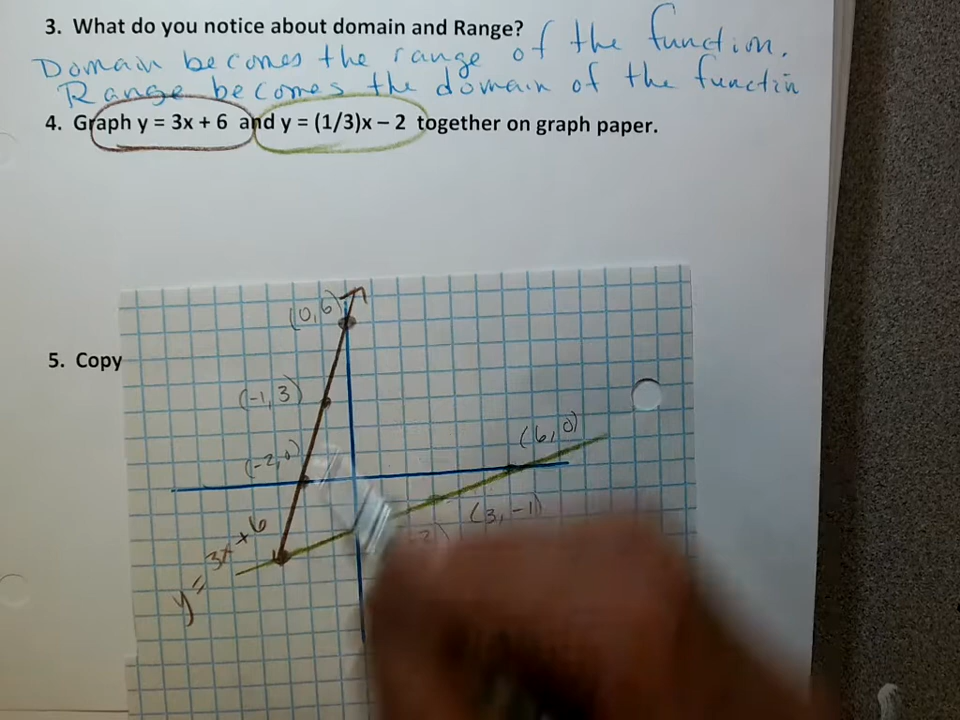 3. What do you notice about domain and Range?
Domain becomes the range of the function.
Range becomes the domain of the functin
4. Graph y = 3x + 6 and y = (1/3)x – 2 together on graph paper.
(0,6)
5. Copy
(-1,3)
(6,0)
(-2,0)
(3,-1)
y = 3x + 6